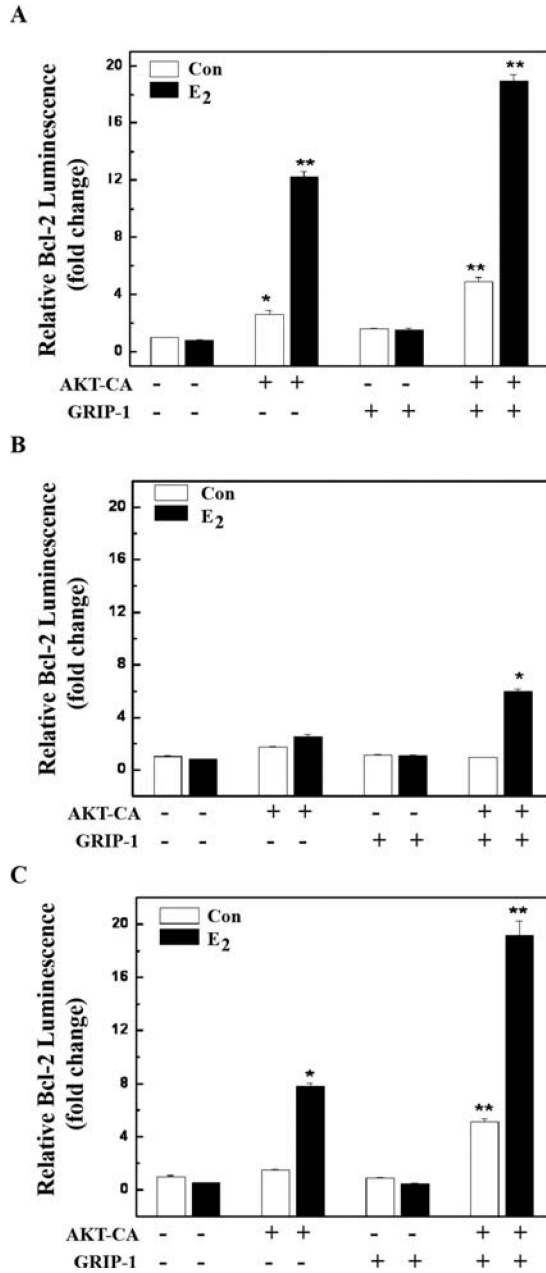 A
Relative Bcl-2 Luminescence
(fold change)
20
16
12
8
4
0
Con
E2
* ** ** **
AKT-CA - - + + - - + +
GRIP-1 - - - - + + + +
B
Relative Bcl-2 Luminescence
(fold change)
20
16
12
8
4
0
Con
E2
*
AKT-CA - - + + - - + +
GRIP-1 - - - - + + + +
C
Relative Bcl-2 Luminescence
(fold change)
20
16
12
8
4
0
Con
E2
* ** **
AKT-CA - - + + - - + +
GRIP-1 - - - - + + + +